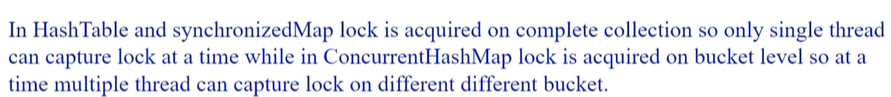 In HashTable and synchronizedMap lock is acquired on complete collection so only single thread
can capture lock at a time while in ConcurrentHashMap lock is acquired on bucket level so at a
time multiple thread can capture lock on different different bucket.